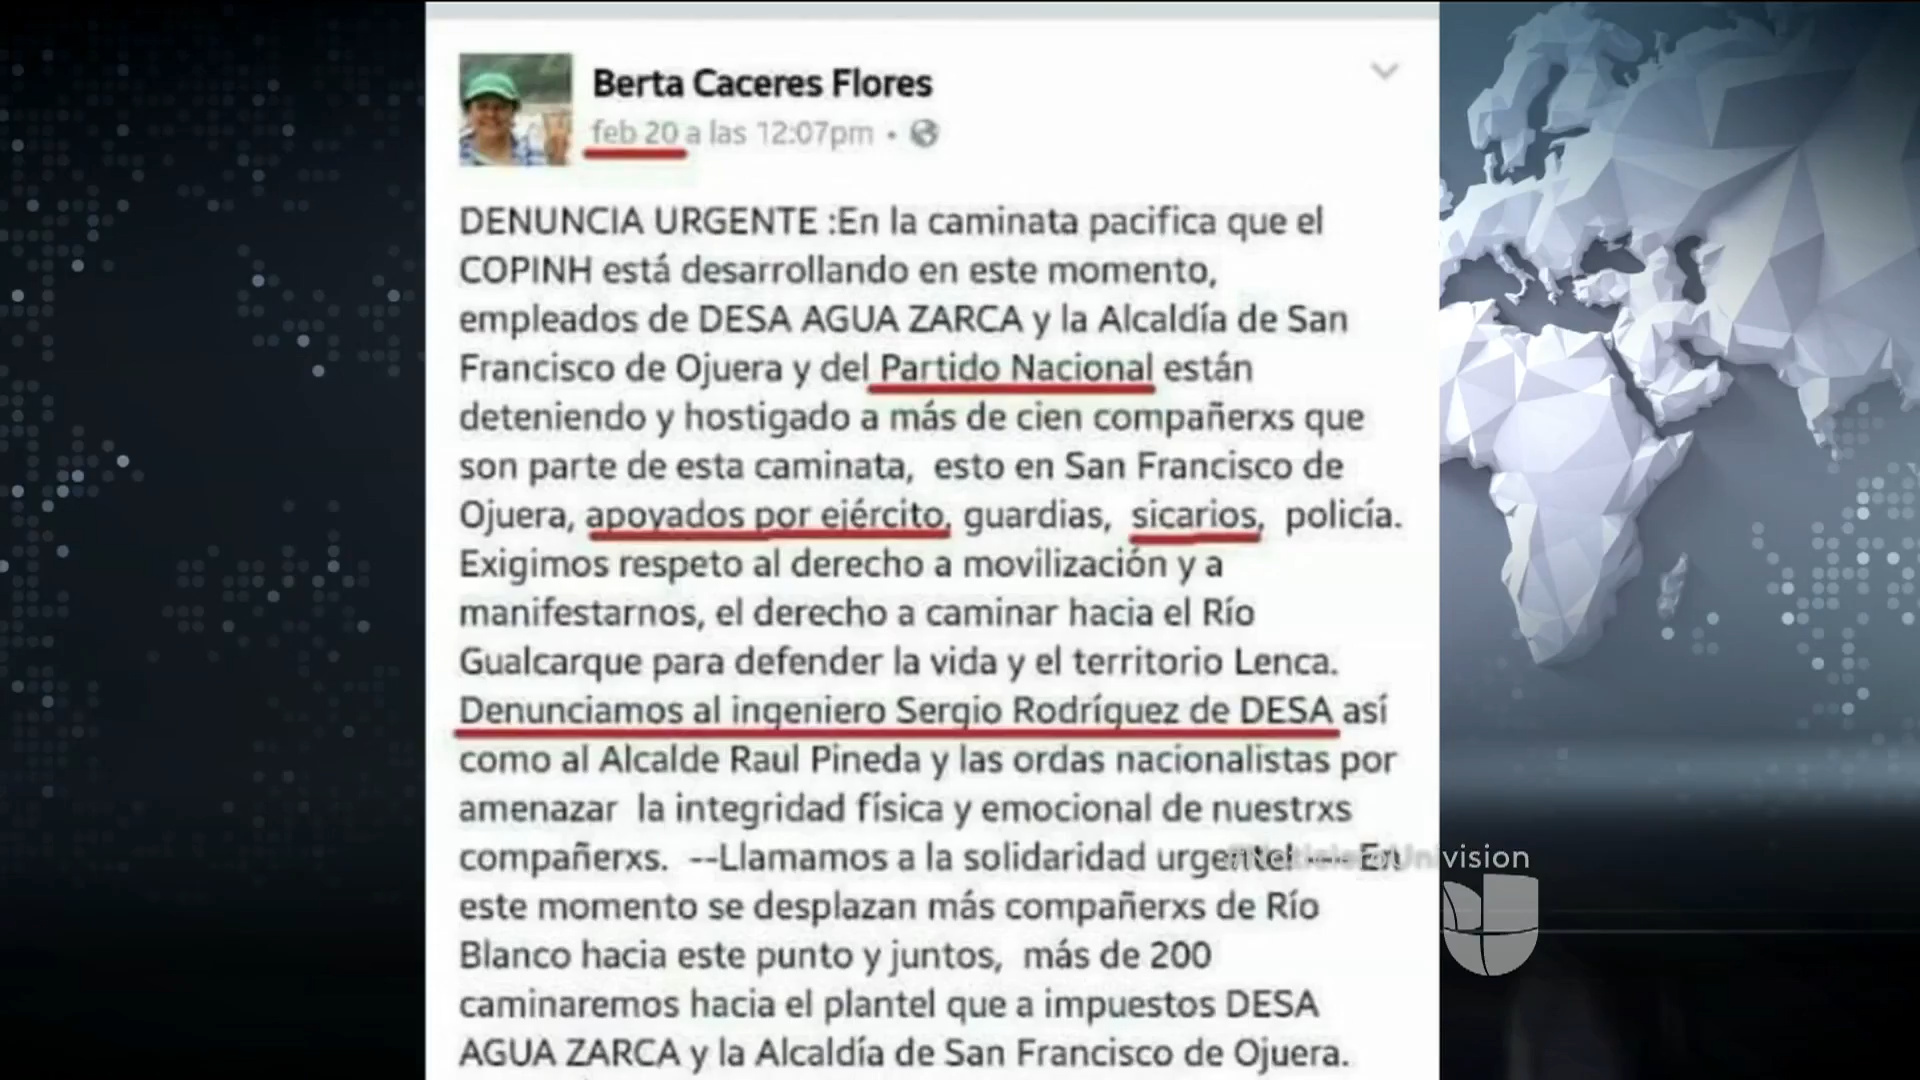 Berta Caceres Flores
feb 20 a las 12:07pm •
DENUNCIA URGENTE :En la caminata pacifica que el
COPINH está desarrollando en este momento,
empleados de DESA AGUA ZARCA y la Alcaldía de San
Francisco de Ojuera y del Partido Nacional están
deteniendo y hostigado a más de cien compañerxs que
son parte de esta caminata, esto en San Francisco de
Ojuera, apoyados por ejército, guardias, sicarios, policía.
Exigimos respeto al derecho a movilización y a
manifestarnos, el derecho a caminar hacia el Río
Gualcarque para defender la vida y el territorio Lenca.
Denunciamos al ingeniero Sergio Rodríguez de DESA así
como al Alcalde Raul Pineda y las ordas nacionalistas por
amenazar la integridad física y emocional de nuestrxs
compañerxs. --Llamamos a la solidaridad urgente En
este momento se desplazan más compañerxs de Río
Blanco hacia este punto y juntos, más de 200
caminaremos hacia el plantel que a impuestos DESA
AGUA ZARCA y la Alcaldía de San Francisco de Ojuera.
#NoticieroUnivision